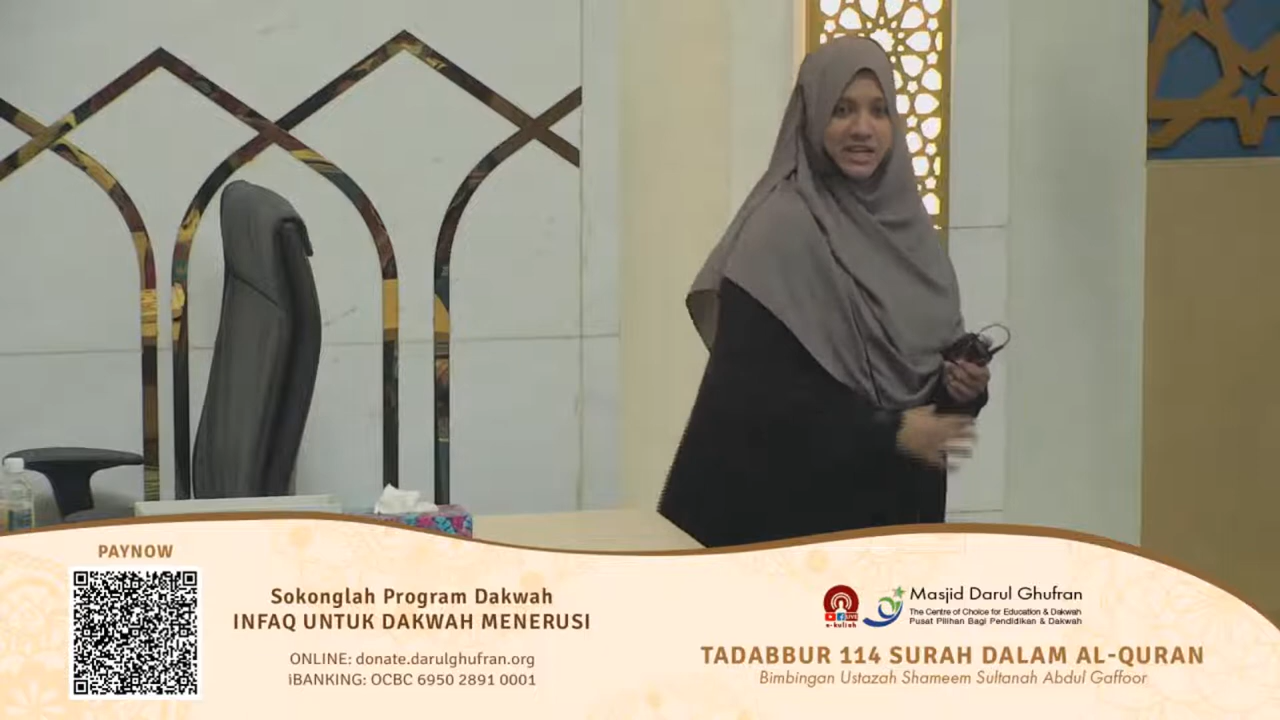 PAYNOW
Sokonglah Program Dakwah
INFAQ UNTUK DAKWAH MENERUSI
ONLINE: donate.darulghufran.org
iBANKING: OCBC 6950 2891 0001
LIVE
e-kuliah
Masjid Darul Ghufran
The Centre of Choice for Education & Dakwah
Pusat Pilihan Bagi Pendidikan & Dakwah
TADABBUR 114 SURAH DALAM AL-QURAN
Bimbingan Ustazah Shameem Sultanah Abdul Gaffoor